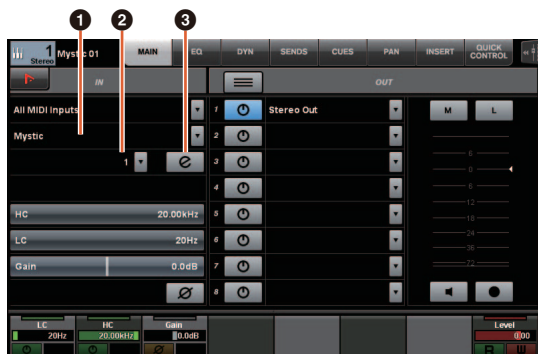 1 2 3
1 Stereo Mystic 01 MAIN EQ DYN SENDS CUES PAN INSERT QUICK CONTROL
IN OUT
All MIDI Inputs 1 Stereo Out M L
Mystic 2
1 e 3
6
0
4
6
12
HC 20.00kHz 5
18
24
LC 20Hz 6
36
Gain 0.0dB 7
72
Ø 8
LC HC Gain Level
20Hz 20.00kHz 0.0dB 0.00
R W